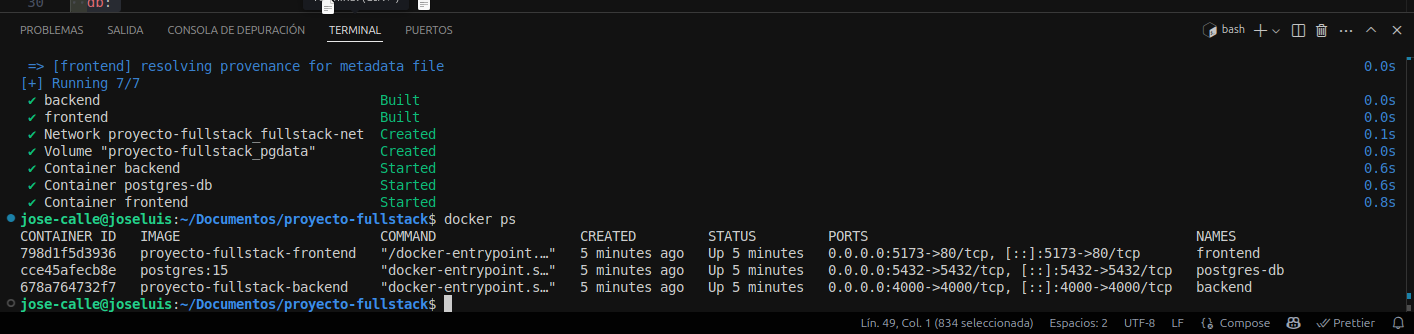 30 db:
PROBLEMAS SALIDA CONSOLA DE DEPURACIÓN TERMINAL PUERTOS bash
=> [frontend] resolving provenance for metadata file 0.0s
[+] Running 7/7
✔ backend Built 0.0s
✔ frontend Built 0.0s
✔ Network proyecto-fullstack_fullstack-net Created 0.1s
✔ Volume "proyecto-fullstack_pgdata" Created 0.0s
✔ Container backend Started 0.6s
✔ Container postgres-db Started 0.6s
✔ Container frontend Started 0.8s
jose-calle@joseluis:~/Documentos/proyecto-fullstack$ docker ps
CONTAINER ID IMAGE COMMAND CREATED STATUS PORTS NAMES
798d1f5d3936 proyecto-fullstack-frontend "/docker-entrypoint.…" 5 minutes ago Up 5 minutes 0.0.0.0:5173->80/tcp, [::]:5173->80/tcp frontend
cce45afecb8e postgres:15 "docker-entrypoint.s…" 5 minutes ago Up 5 minutes 0.0.0.0:5432->5432/tcp, [::]:5432->5432/tcp postgres-db
678a764732f7 proyecto-fullstack-backend "docker-entrypoint.s…" 5 minutes ago Up 5 minutes 0.0.0.0:4000->4000/tcp, [::]:4000->4000/tcp backend
jose-calle@joseluis:~/Documentos/proyecto-fullstack$
Lín. 49, Col. 1 (834 seleccionada) Espacios: 2 UTF-8 LF Compose Prettier